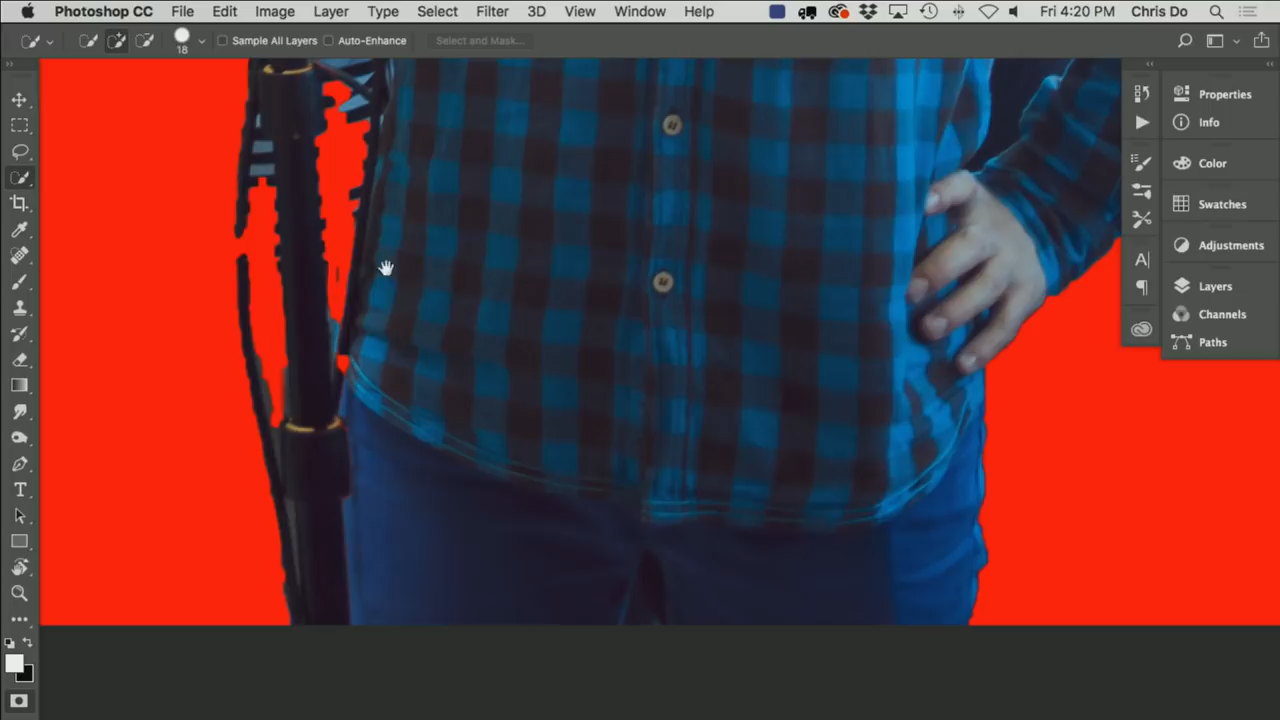 Photoshop CC File Edit Image Layer Type Select Filter 3D View Window Help Fri 4:20 PM Chris Do
18 Sample All Layers Auto-Enhance Select and Mask...
Properties
Info
Color
Swatches
Adjustments
Layers
Channels
Paths